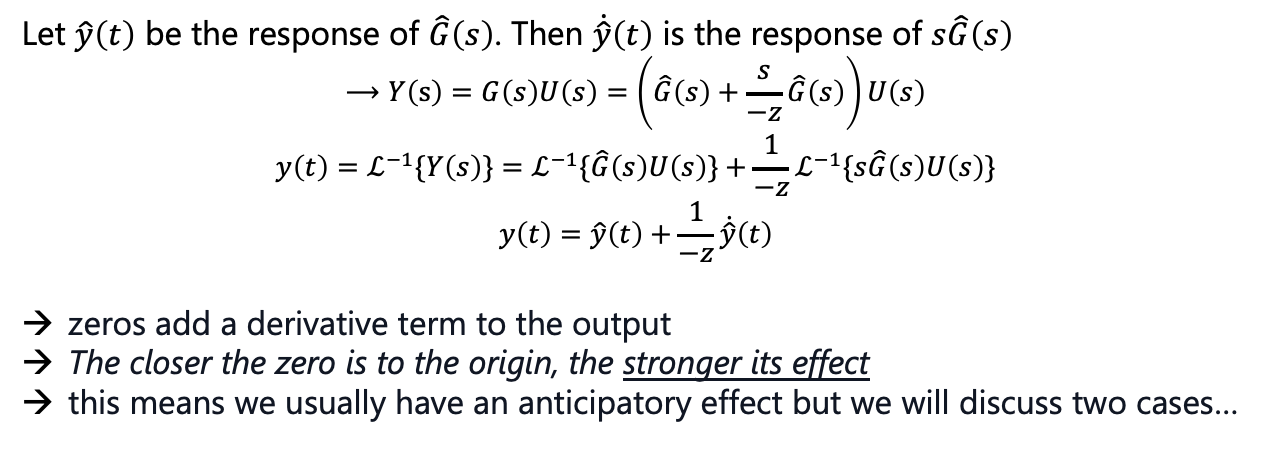 Let ŷ(t) be the response of Ĝ(s). Then ŷ̇(t) is the response of sĜ(s)
→ Y(s) = G(s)U(s) = (Ĝ(s) + s/−z Ĝ(s)) U(s)
y(t) = ℒ⁻¹{Y(s)} = ℒ⁻¹{Ĝ(s)U(s)} + 1/−z ℒ⁻¹{sĜ(s)U(s)}
y(t) = ŷ(t) + 1/−z ŷ̇(t)
→ zeros add a derivative term to the output
→ The closer the zero is to the origin, the stronger its effect
→ this means we usually have an anticipatory effect but we will discuss two cases...